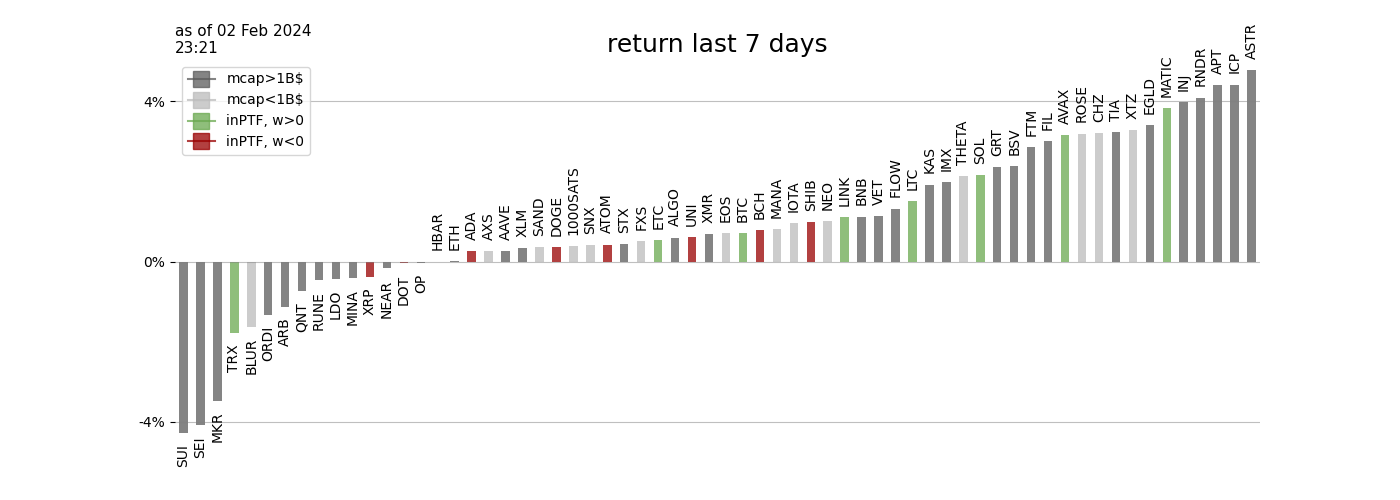 as of 02 Feb 2024
23:21
return last 7 days
mcap>1B$
mcap<1B$
inPTF, w>0
inPTF, w<0
4%
0%
-4%
SUI
SEI
MKR
TRX
BLUR
ORDI
ARB
QNT
RUNE
LDO
MINA
XRP
NEAR
DOT
OP
HBAR
ETH
ADA
AXS
AAVE
XLM
SAND
DOGE
1000SATS
SNX
ATOM
STX
FXS
ETC
ALGO
UNI
XMR
EOS
BTC
BCH
MANA
IOTA
SHIB
NEO
LINK
BNB
VET
FLOW
LTC
KAS
IMX
THETA
SOL
GRT
BSV
FTM
FIL
AVAX
ROSE
CHZ
TIA
XTZ
EGLD
MATIC
INJ
RNDR
APT
ICP
ASTR